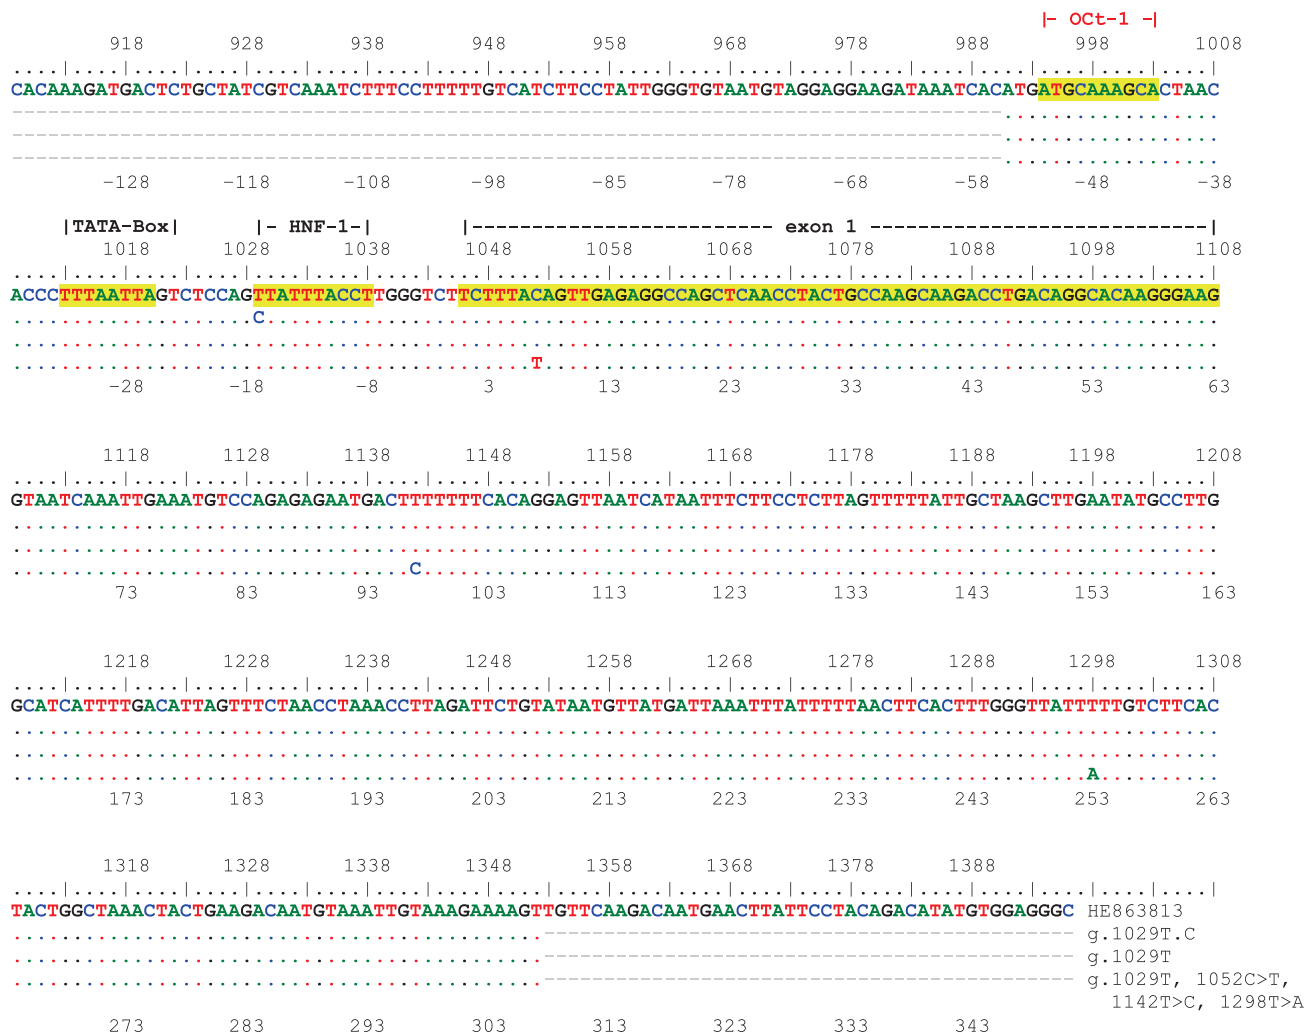 |- OCt-1 -|
918 928 938 948 958 968 978 988 998 1008
CACAAAGATGACTCTGCTATCGTCAAATCTTTCCTTTTTGTCATCTTCCTATTGGGTGTAATGTAGGAGGAAGATAAATCACATGATGCAAAGCACTAAC
-128 -118 -108 -98 -85 -78 -68 -58 -48 -38
|TATA-Box| |- HNF-1-| |------------------------- exon 1 ----------------------------|
1018 1028 1038 1048 1058 1068 1078 1088 1098 1108
ACCCTTTAATTAGTCTCCAGTTATTTACCTTGGGTCTTCTTTACAGTTGAGAGGCCAGCTCAACCTACTGCCAAGCAAGACCTGACAGGCACAAGGGAAG
C
T
-28 -18 -8 3 13 23 33 43 53 63
1118 1128 1138 1148 1158 1168 1178 1188 1198 1208
GTAATCAAATTGAAATGTCCAGAGAGAATGACTTTTTTTCACAGGAGTTAATCATAATTTCTTCCTCTTAGTTTTTATTGCTAAGCTTGAATATGCCTTG
C
73 83 93 103 113 123 133 143 153 163
1218 1228 1238 1248 1258 1268 1278 1288 1298 1308
GCATCATTTTGACATTAGTTTCTAACCTAAACCTTAGATTCTGTATAATGTTATGATTAAATTTATTTTTAACTTCACTTTGGGTTATTTTTGTCTTCAC
A
173 183 193 203 213 223 233 243 253 263
1318 1328 1338 1348 1358 1368 1378 1388
TACTGGCTAAACTACTGAAGACAATGTAAATTGTAAAGAAAAGTTGTTCAAGACAATGAACTTATTCCTACAGACATATGTGGAGGGC HE863813
g.1029T.C
g.1029T
g.1029T, 1052C>T,
1142T>C, 1298T>A
273 283 293 303 313 323 333 343